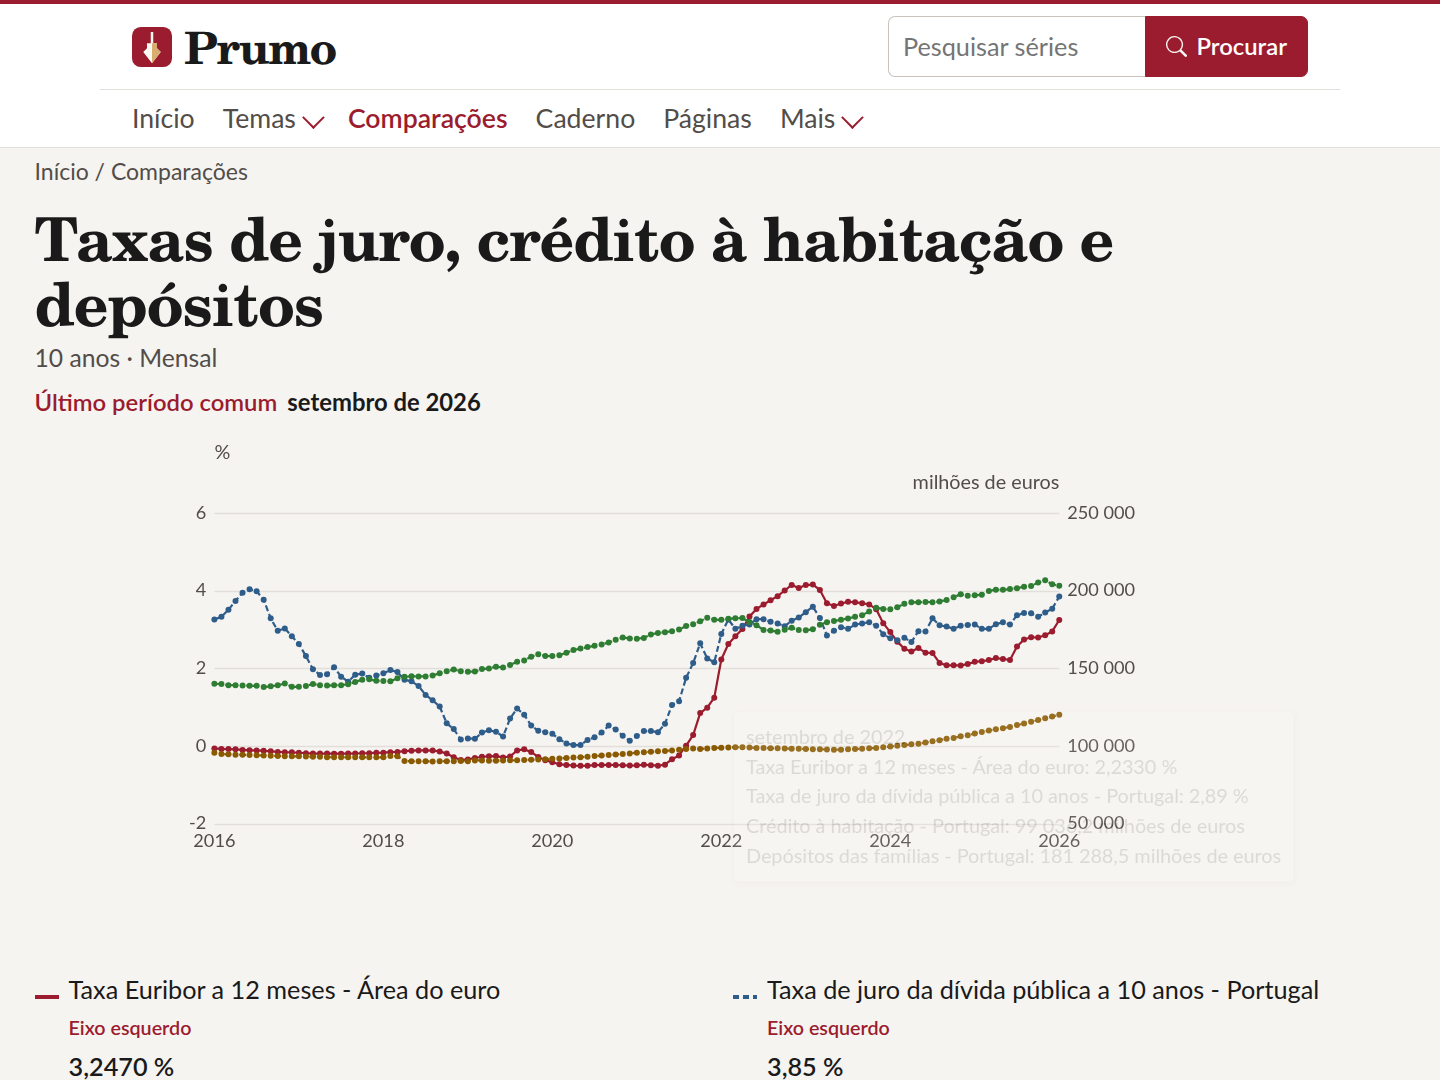 Prumo
Pesquisar séries
Procurar
Início
Temas
Comparações
Caderno
Páginas
Mais
Início / Comparações
Taxas de juro, crédito à habitação e
depósitos
10 anos · Mensal
Último período comum setembro de 2026
%
milhões de euros
6
250 000
4
200 000
2
150 000
0
100 000
-2
50 000
2016
2018
2020
2022
2024
2026
setembro de 2022
Taxa Euribor a 12 meses - Área do euro: 2,2330 %
Taxa de juro da dívida pública a 10 anos - Portugal: 2,89 %
Crédito à habitação - Portugal: 99 036,2 milhões de euros
Depósitos das famílias - Portugal: 181 288,5 milhões de euros
Taxa Euribor a 12 meses - Área do euro
Eixo esquerdo
3,2470 %
Taxa de juro da dívida pública a 10 anos - Portugal
Eixo esquerdo
3,85 %